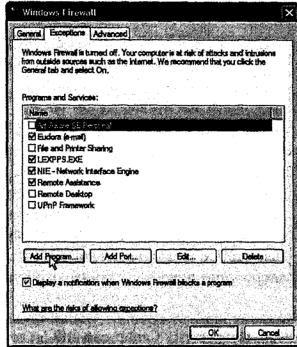 Windows Firewall
General Exceptions Advanced
Windows Firewall is turned off. Your computer is at risk of attacks and intrusions
from outside sources such as the Internet. We recommend that you click the
General tab and select On.
Programs and Services:
Name
Ad-Aware SE Personal
Eudora (e-mail)
File and Printer Sharing
LEXPPS.EXE
NIE - Network Interface Engine
Remote Assistance
Remote Desktop
UPnP Framework
Add Program... Add Port... Edit... Delete
Display a notification when Windows Firewall blocks a program
What are the risks of allowing exceptions?
OK Cancel